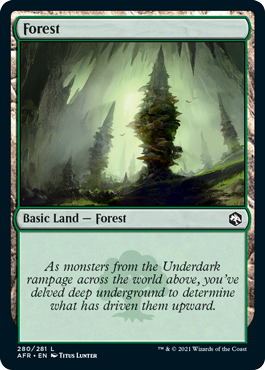 Forest
Basic Land — Forest
As monsters from the Underdark
rampage across the world above, you've
delved deep underground to determine
what has driven them upward.
280/281 L
AFR • EN Titus Lunter
™ & © 2021 Wizards of the Coast